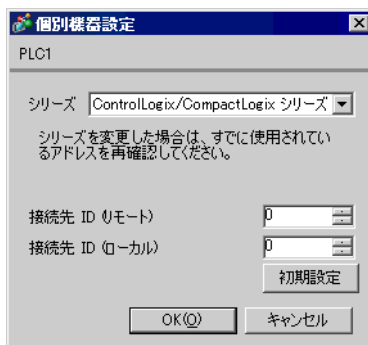 個別機器設定
PLC1
シリーズ ControlLogix/CompactLogix シリーズ
シリーズを変更した場合は、すでに使用されてい
るアドレスを再確認してください。
接続先 ID (リモート) 0
接続先 ID (ローカル) 0
初期設定
OK(O) キャンセル